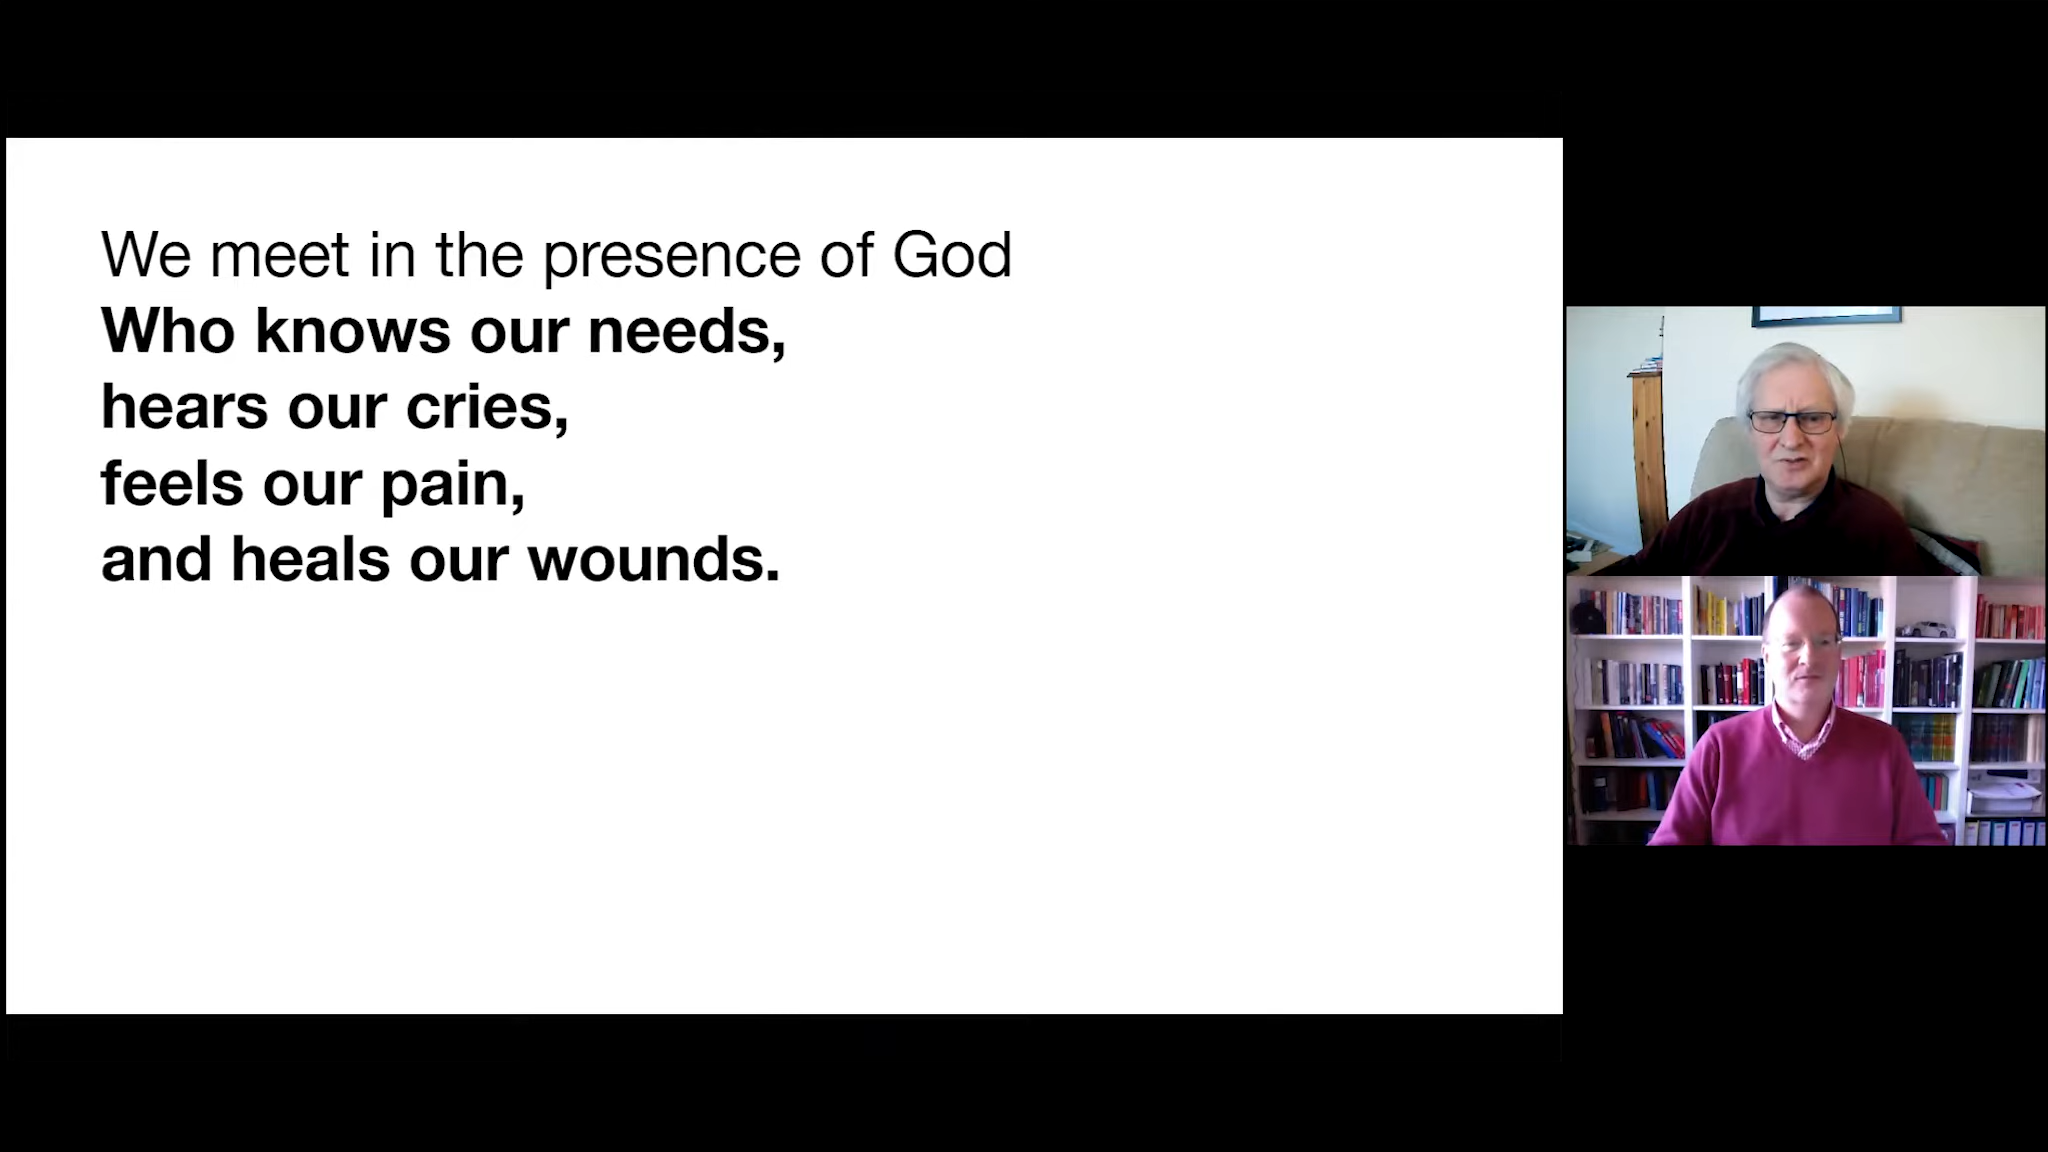 We meet in the presence of God
Who knows our needs,
hears our cries,
feels our pain,
and heals our wounds.